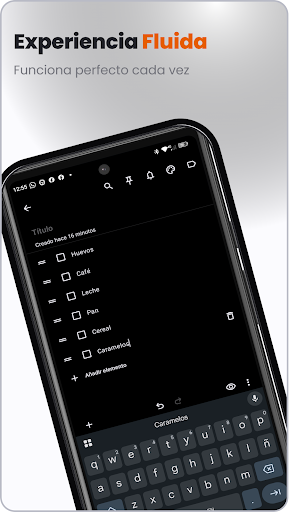 Experiencia Fluida
Funciona perfecto cada vez
12:55
Título
Creado hace 16 minutos
Huevos
Café
Leche
Pan
Cereal
Caramelos
+ Añadir elemento
Caramelos
q w e r t y u i o p
a s d f g h j k l ñ
z x c v b n m